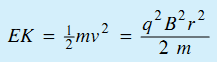 EK = ½mv² = q²B²r² / 2 m